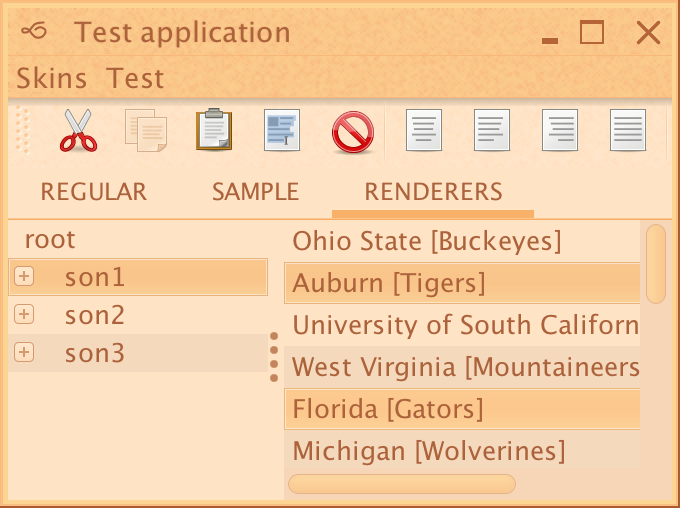 Test application
Skins Test
REGULAR SAMPLE RENDERERS
root
son1
son2
son3
Ohio State [Buckeyes]
Auburn [Tigers]
University of South Californ
West Virginia [Mountaineers
Florida [Gators]
Michigan [Wolverines]